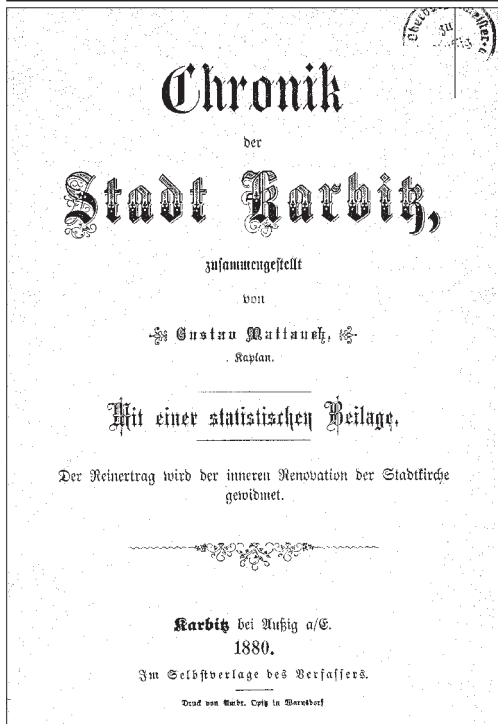 Chronik
der
Stadt Karbitz,
zusammengestellt
von
Gustav Mattauch,
Kaplan.
Mit einer statistischen Beilage.
Der Reinertrag wird der inneren Renovation der Stadtkirche
gewidmet.
Karbitz bei Außig a/E.
1880.
Im Selbstverlage des Verfassers.
Druck von Ambr. Opitz in Warnsdorf